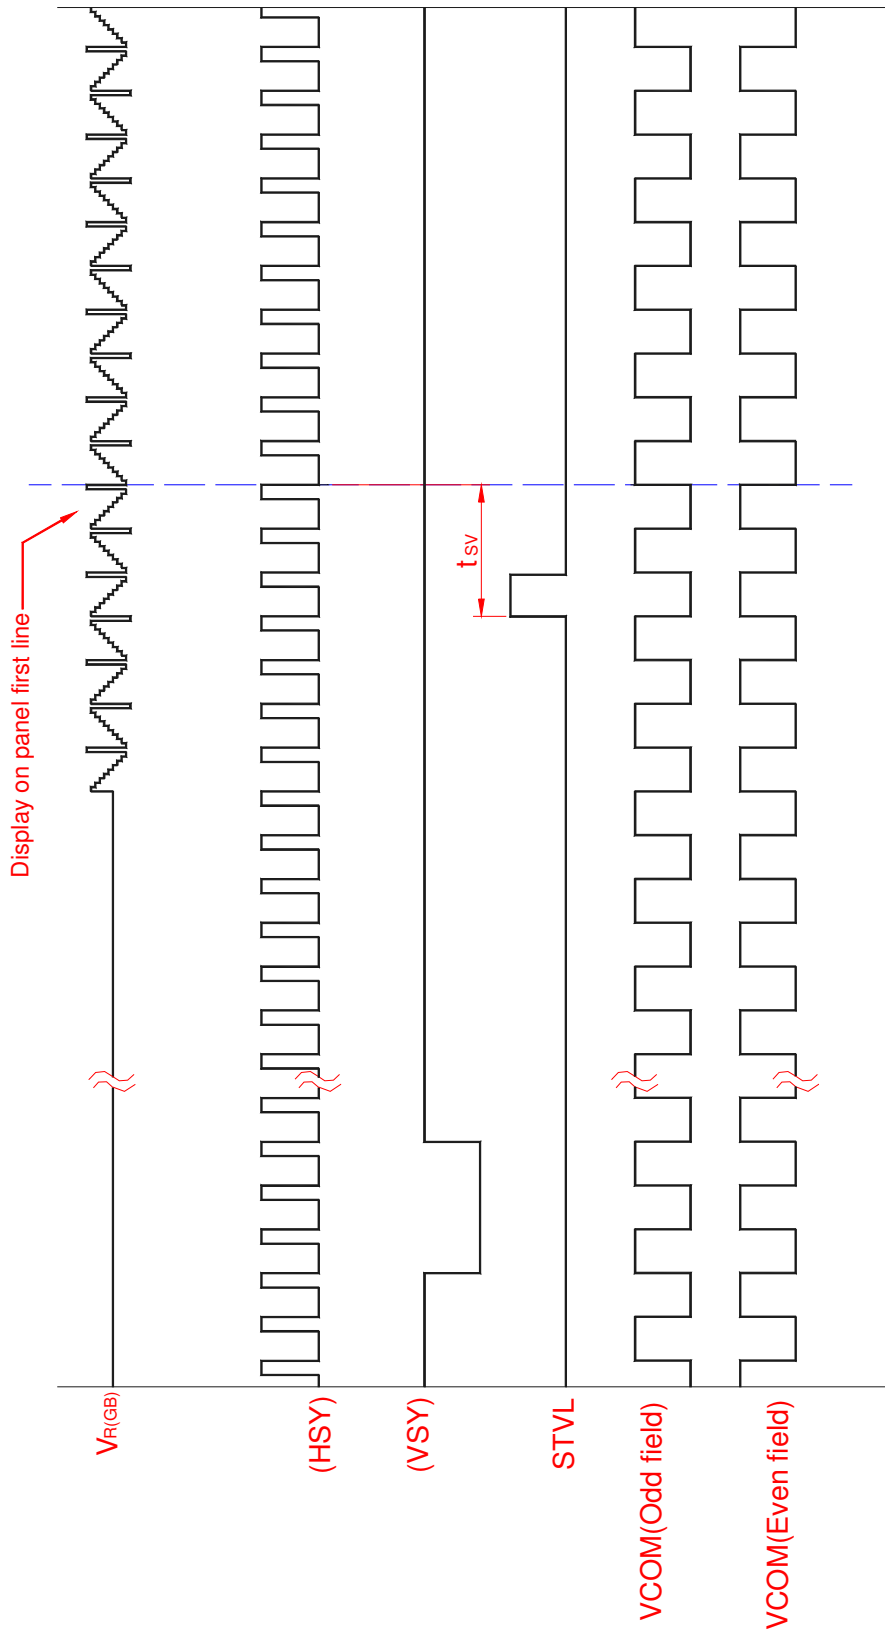 Display on panel first line
VR(GB)
(HSY)
(VSY)
tSV
STVL
VCOM(Odd field)
VCOM(Even field)